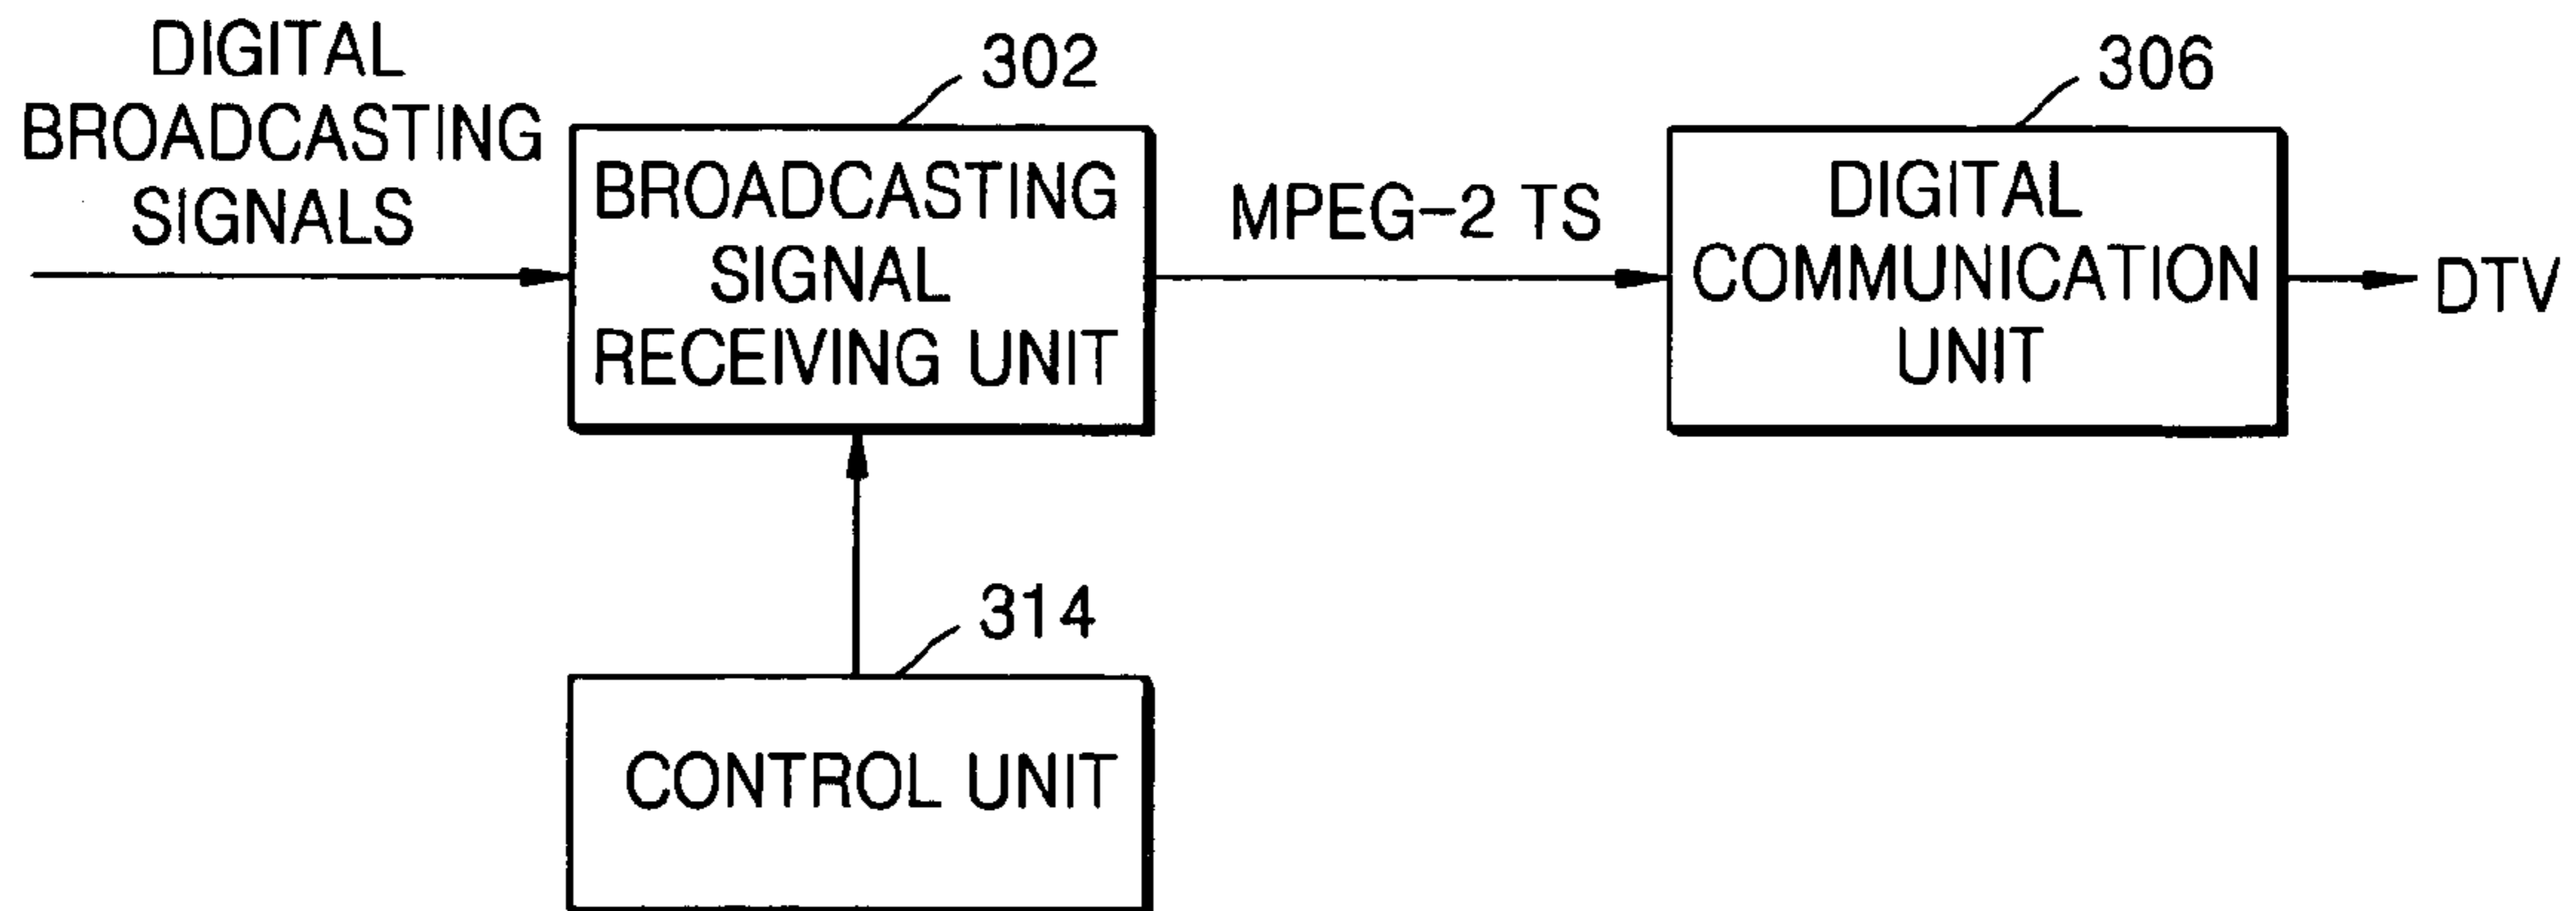 DIGITAL
BROADCASTING
SIGNALS
302
BROADCASTING
SIGNAL
RECEIVING UNIT
MPEG-2 TS
306
DIGITAL
COMMUNICATION
UNIT
DTV
314
CONTROL UNIT